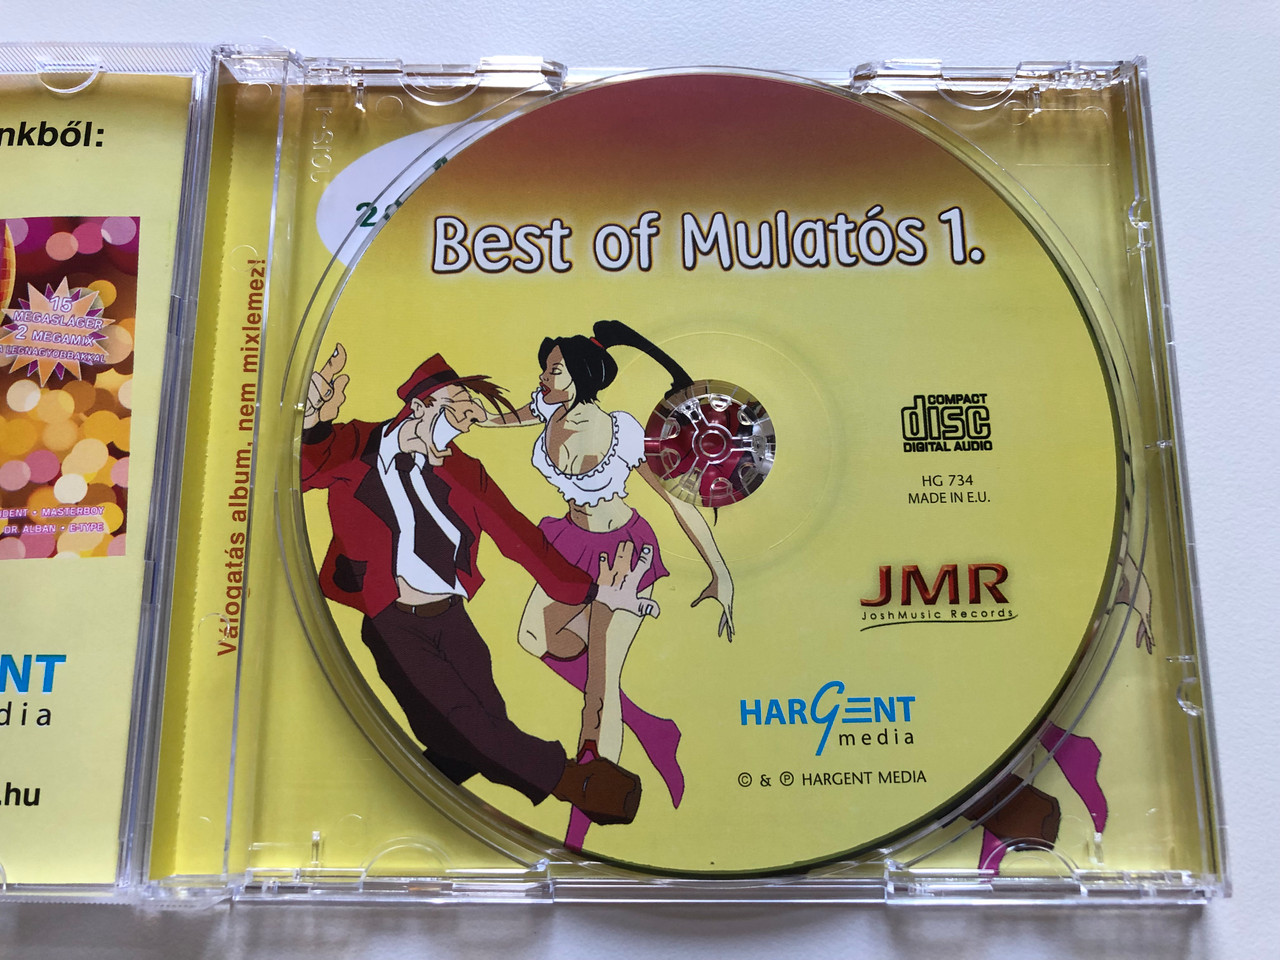 nkből:
15
MEGASLÁGER
2 MEGAMIX
A LEGNAGYOBBAKKAL
IDENT • MASTERBOY
DR ALBAN • E-TYPE
NT
dia
.hu
Válogatás album, nem mixlemez!
Best of Mulatós 1.
COMPACT
disc
DIGITAL AUDIO
HG 734
MADE IN E.U.
JMR
JoshMusic Records
HARGENT
media
© & ℗ HARGENT MEDIA